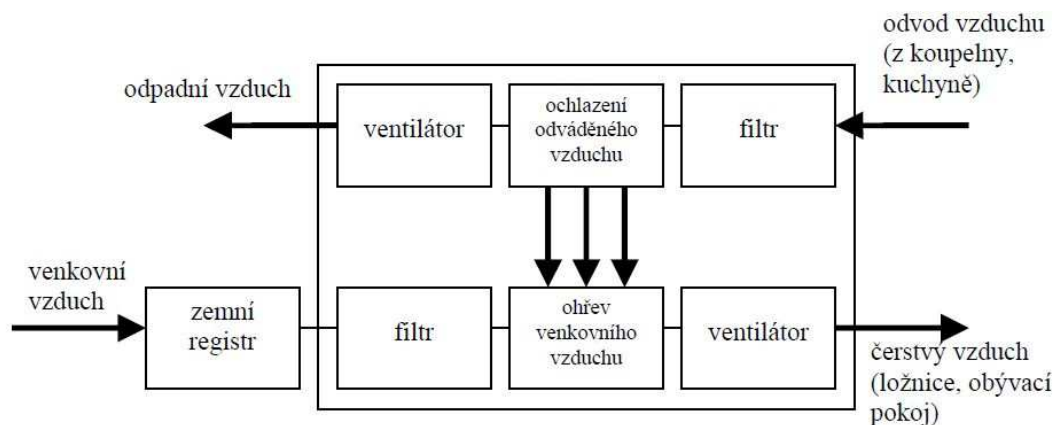 odvod vzduchu
(z koupelny,
kuchyně)
odpadní vzduch
ventilátor
ochlazení
odváděného
vzduchu
filtr
venkovní
vzduch
zemní
registr
filtr
ohřev
venkovního
vzduchu
ventilátor
čerstvý vzduch
(ložnice, obývací
pokoj)